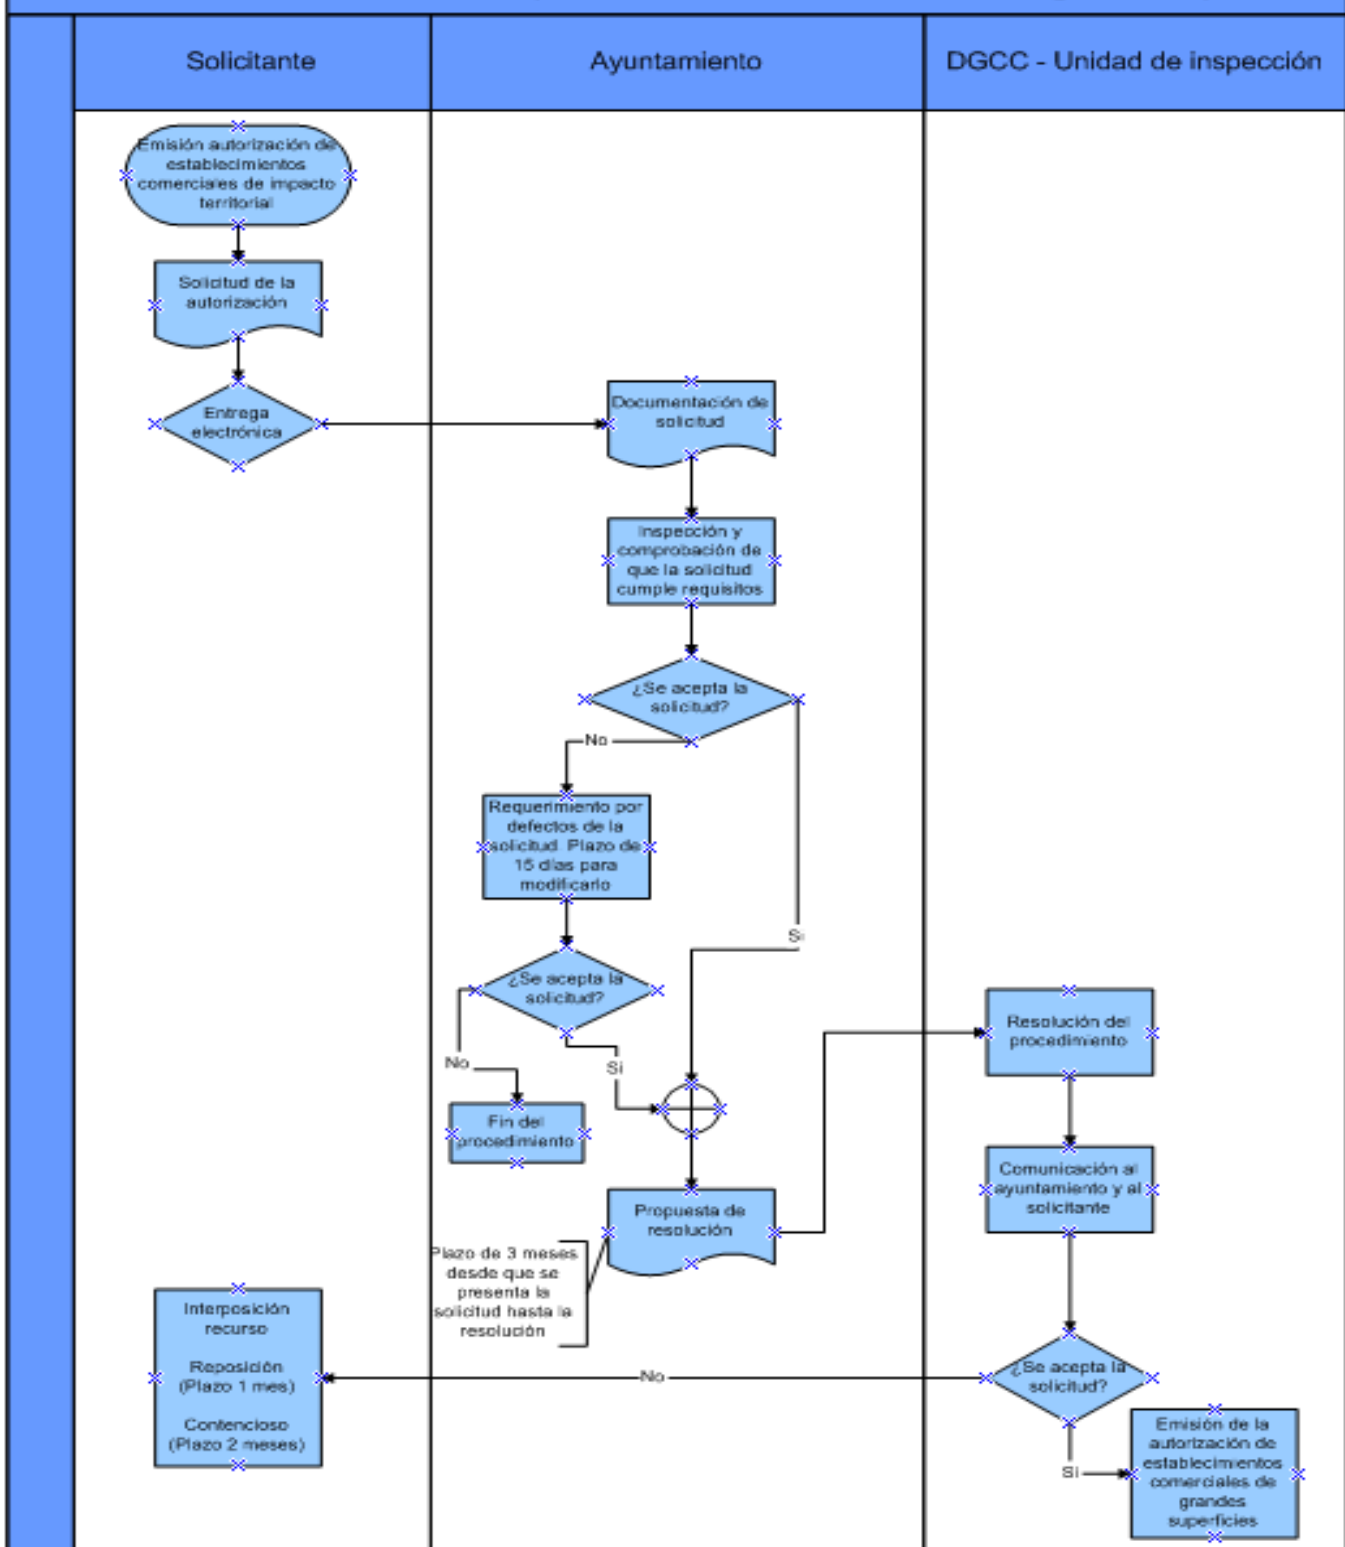 Solicitante
Ayuntamiento
DGCC - Unidad de inspección
Emisión autorización de
establecimientos
comerciales de impacto
territorial
Solicitud de la
autorización
Entrega
electrónica
Documentación de
solicitud
Inspección y
comprobación de
que la solicitud
cumple requisitos
¿Se acepta la
solicitud?
No
Requerimiento por
defectos de la
solicitud. Plazo de
15 días para
modificarlo
Si
¿Se acepta la
solicitud?
No
Si
Fin del
procedimiento
Propuesta de
resolución
Plazo de 3 meses
desde que se
presenta la
solicitud hasta la
resolución
Resolución del
procedimiento
Comunicación al
ayuntamiento y al
solicitante
¿Se acepta la
solicitud?
No
Si
Interposición
recurso
Reposición
(Plazo 1 mes)
Contencioso
(Plazo 2 meses)
Emisión de la
autorización de
establecimientos
comerciales de
grandes
superficies